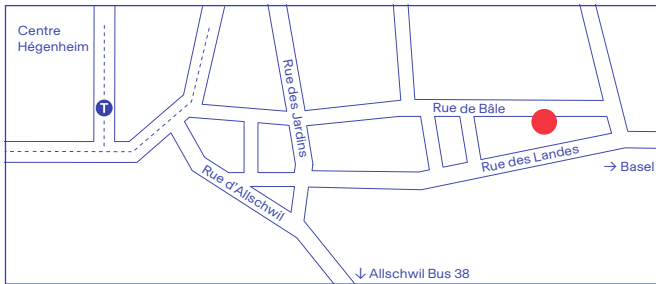 Centre
Hégenheim
T
Rue des Jardins
Rue de Bâle
Rue des Landes
→ Basel
Rue d'Allschwil
↓ Allschwil Bus 38